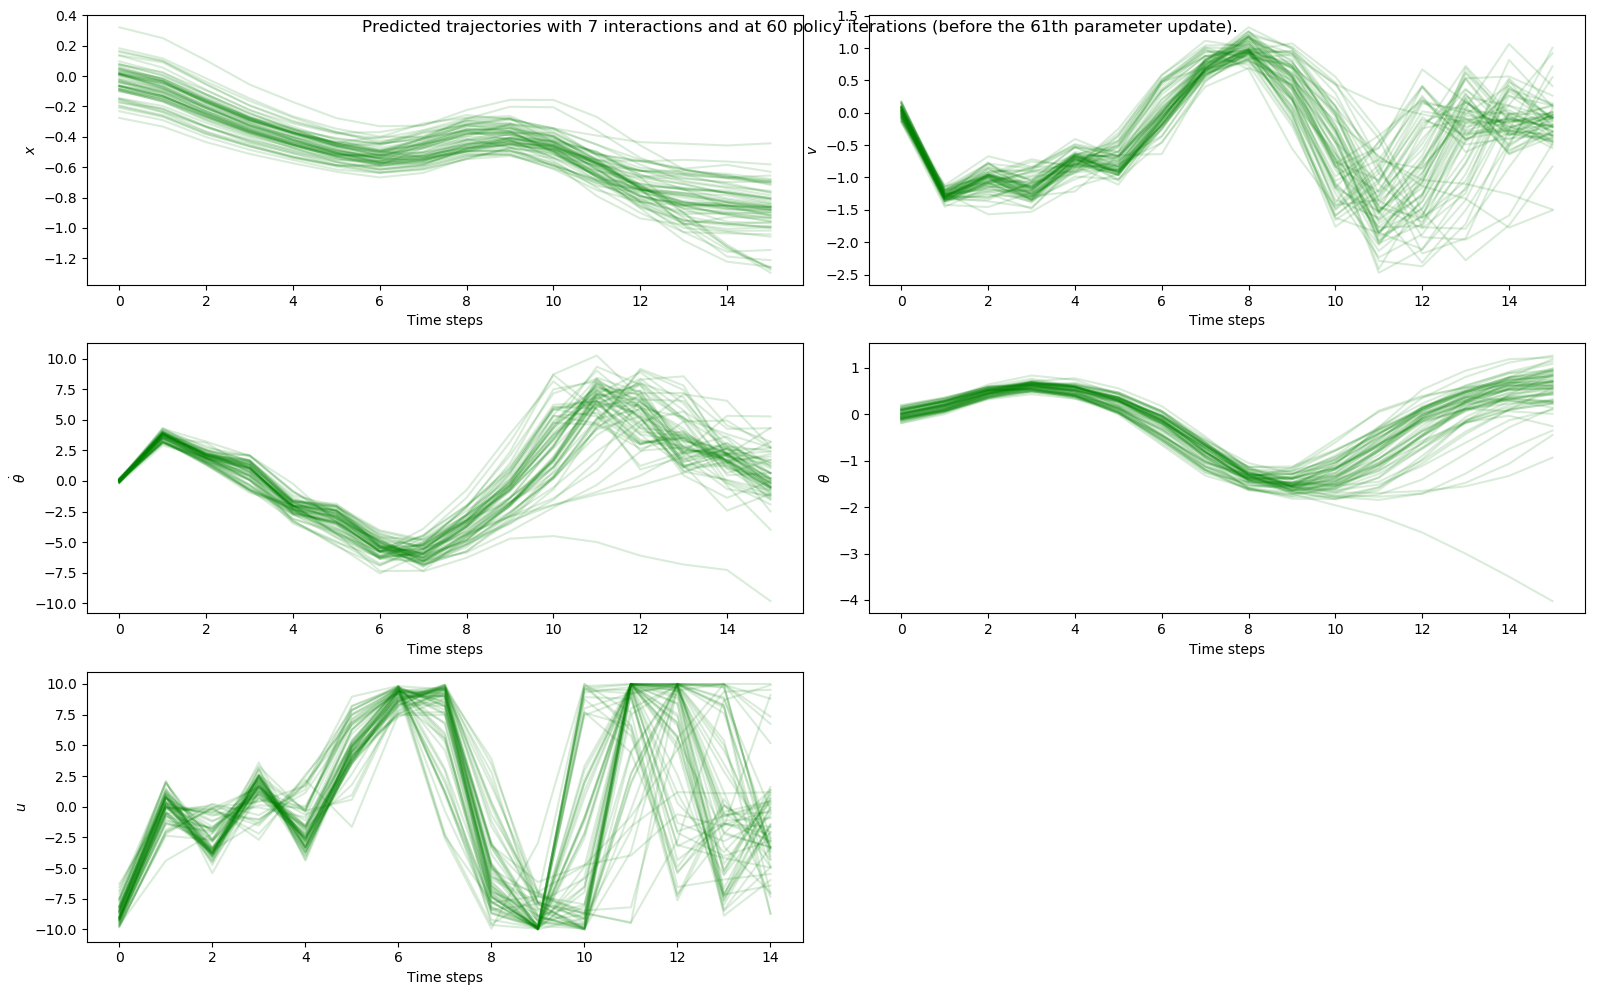 Predicted trajectories with 7 interactions and at 60 policy iterations (before the 61th parameter update).
0.4
0.2
0.0
−0.2
−0.4
−0.6
−0.8
−1.0
−1.2
x
0 2 4 6 8 10 12 14
Time steps
1.5
1.0
0.5
0.0
−0.5
−1.0
−1.5
−2.0
−2.5
v
0 2 4 6 8 10 12 14
Time steps
10.0
7.5
5.0
2.5
0.0
−2.5
−5.0
−7.5
−10.0
θ̇
0 2 4 6 8 10 12 14
Time steps
1
0
−1
−2
−3
−4
θ
0 2 4 6 8 10 12 14
Time steps
10.0
7.5
5.0
2.5
0.0
−2.5
−5.0
−7.5
−10.0
u
0 2 4 6 8 10 12 14
Time steps